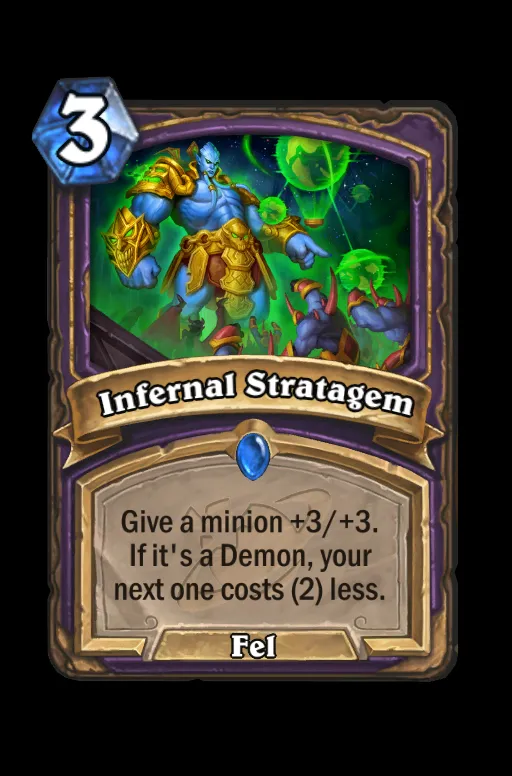 3
Infernal Stratagem
Give a minion +3/+3.
If it's a Demon, your
next one costs (2) less.
Fel